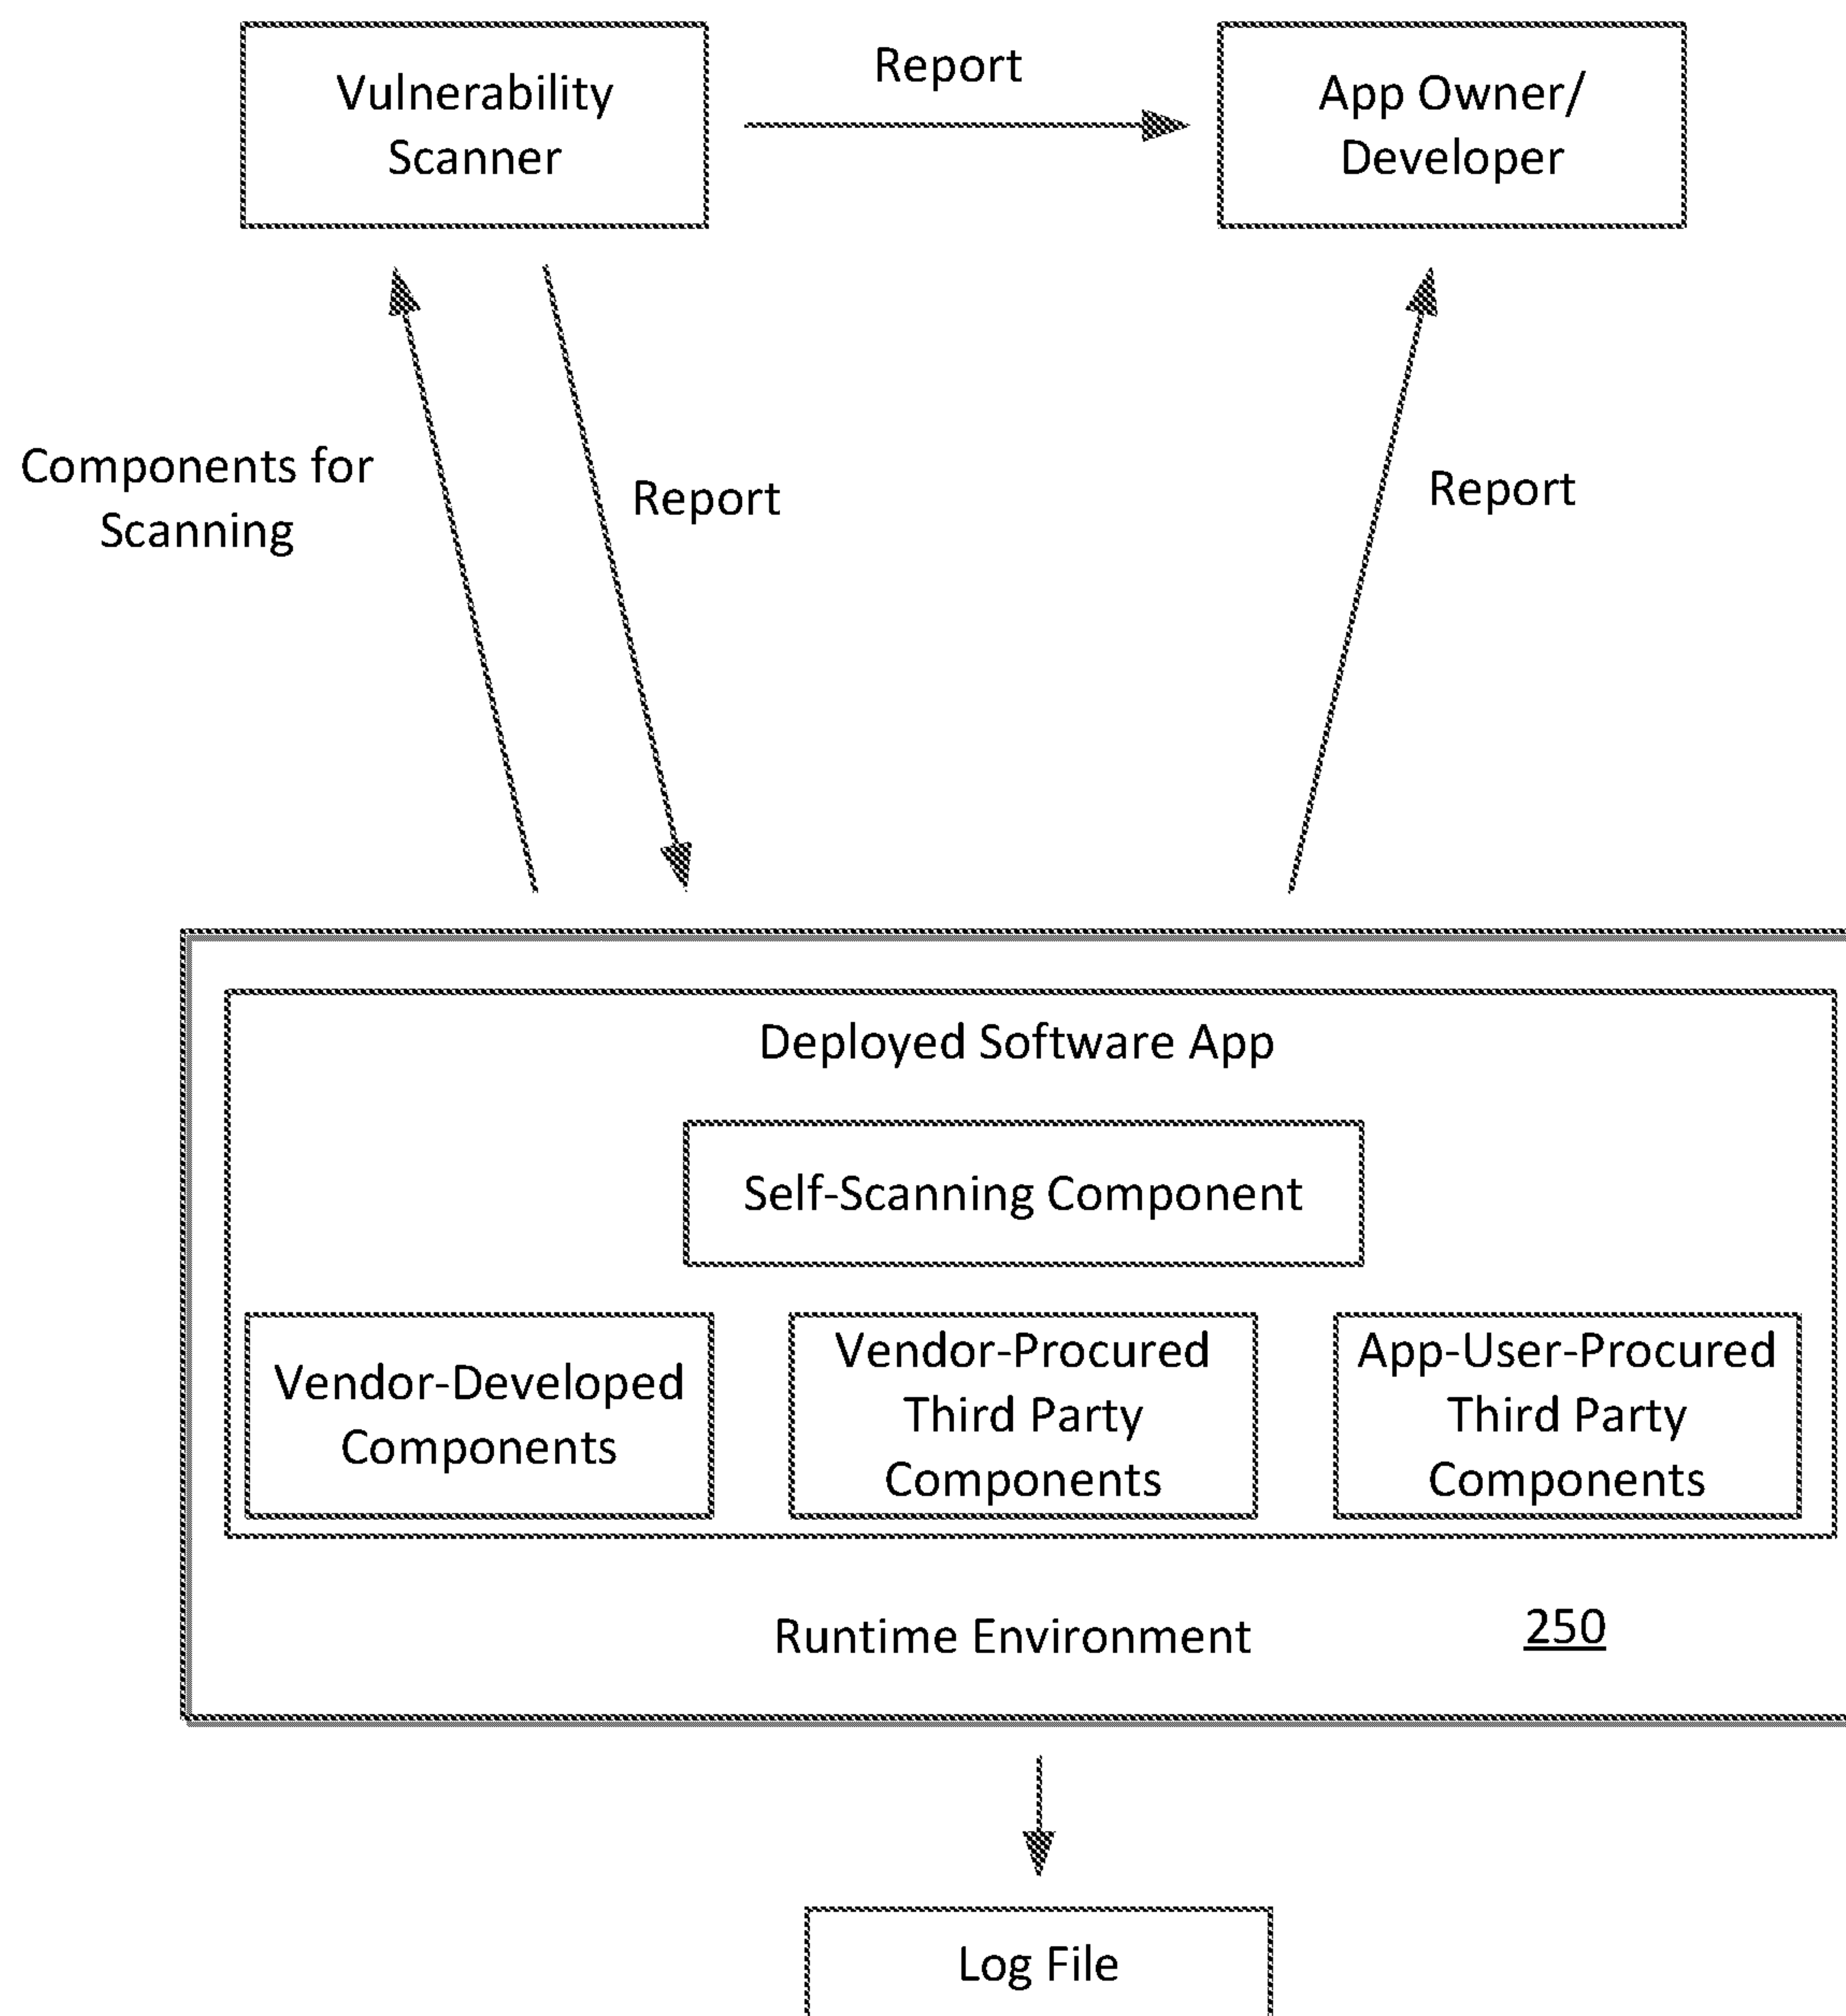 Vulnerability
Scanner
Report
App Owner/
Developer
Components for
Scanning
Report
Report
Deployed Software App
Self-Scanning Component
Vendor-Developed
Components
Vendor-Procured
Third Party
Components
App-User-Procured
Third Party
Components
Runtime Environment
250
Log File